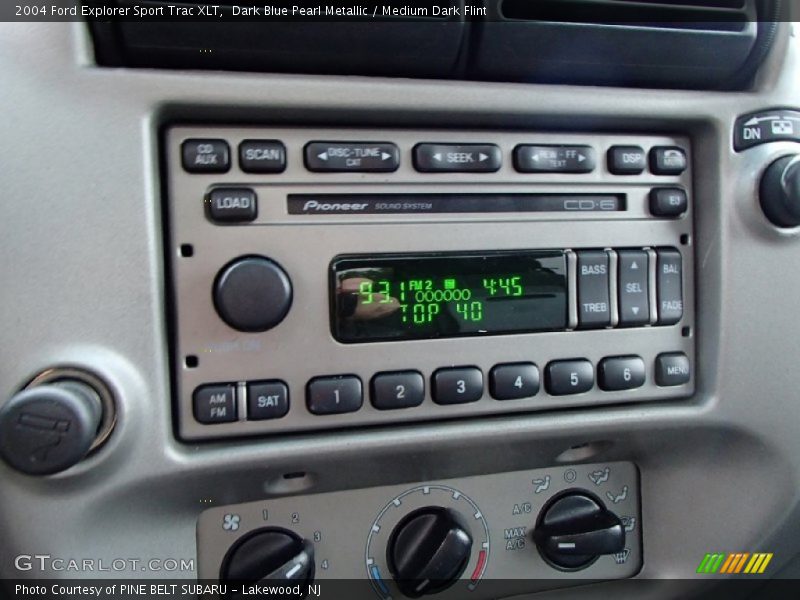 2004 Ford Explorer Sport Trac XLT,  Dark Blue Pearl Metallic / Medium Dark Flint
DN
CD AUX
SCAN
DISC-TUNE CAT
SEEK
REW - FF TEXT
DSP
LOAD
Pioneer SOUND SYSTEM
CD-6
EQ
93.1 FM 2 4:45
TOP 40
BASS
TREB
SEL
BAL
FADE
AM FM
SAT
1 2 3 4 5 6
MENU
1 2 3 4
A/C
MAX A/C
GTCARLOT.COM
Photo Courtesy of PINE BELT SUBARU - Lakewood, NJ